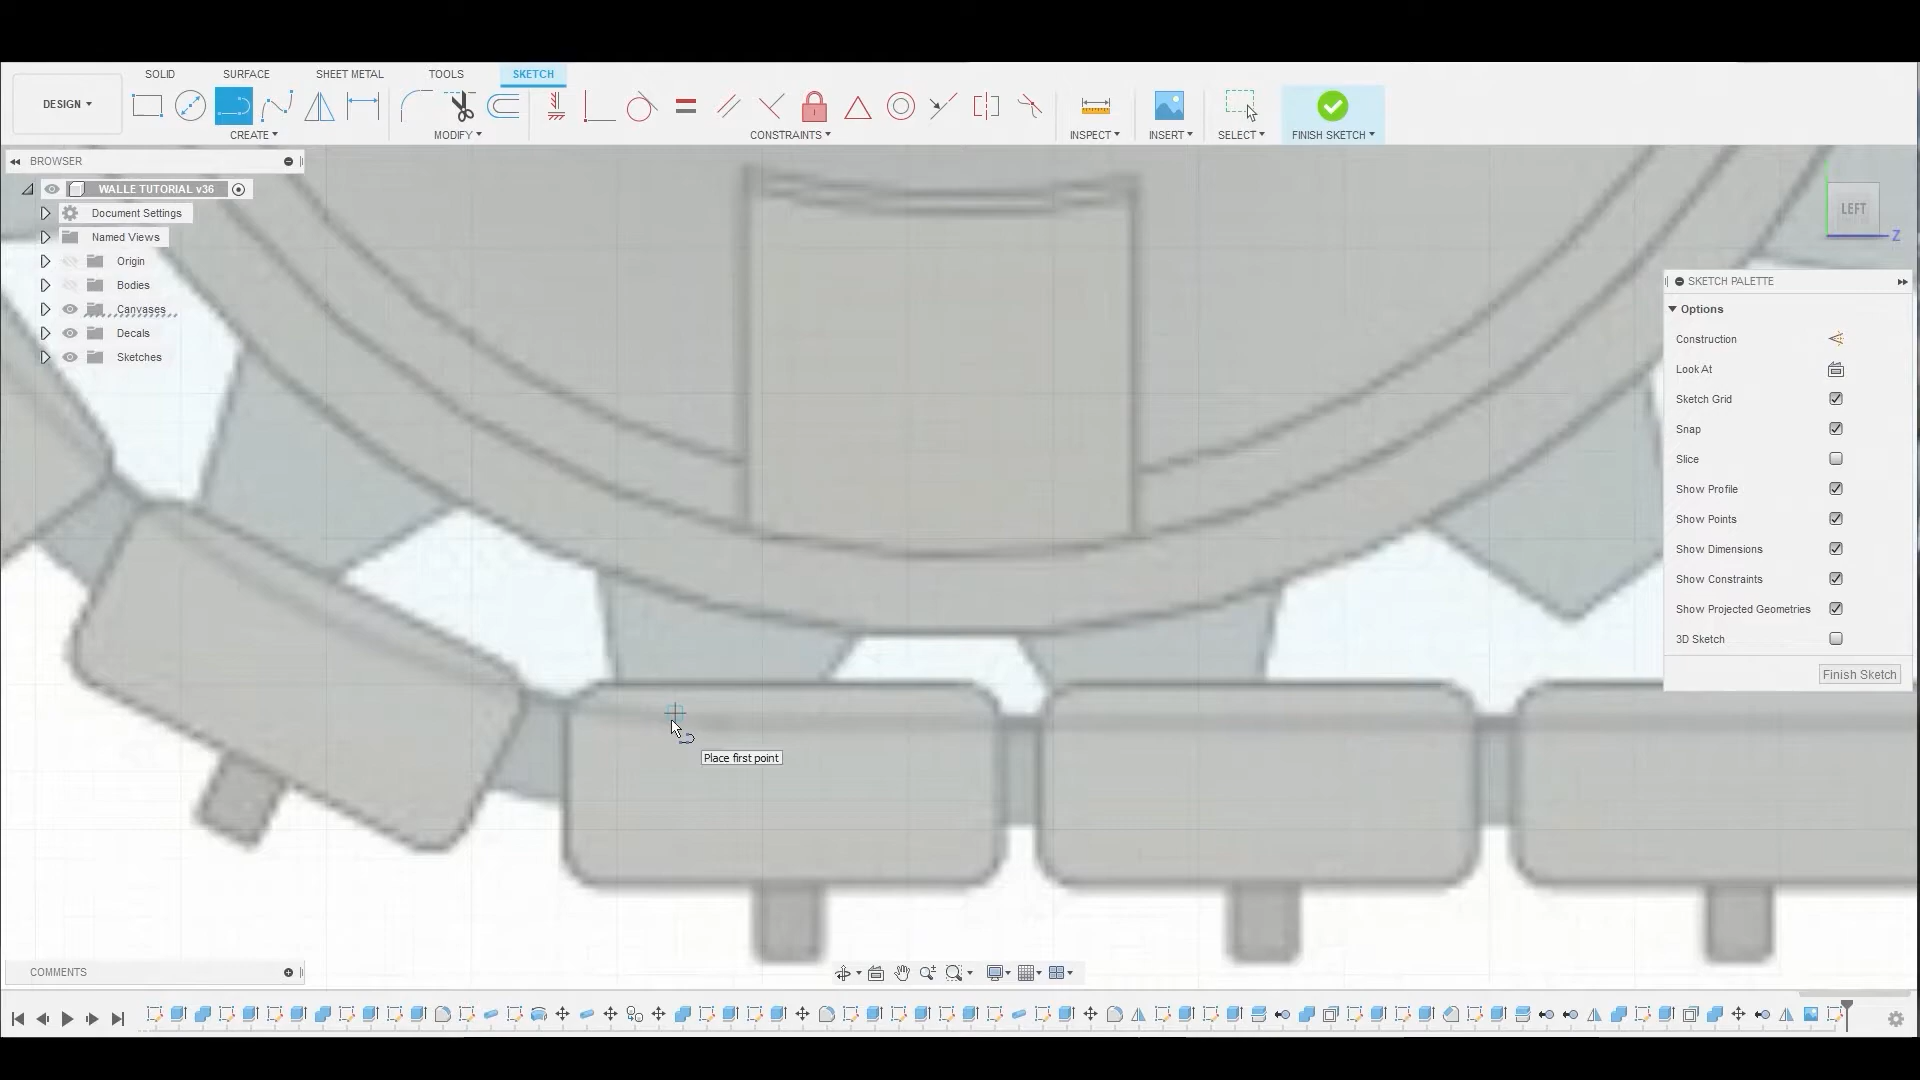 SOLID SURFACE SHEET METAL TOOLS SKETCH
DESIGN
CREATE MODIFY CONSTRAINTS INSPECT INSERT SELECT FINISH SKETCH
BROWSER
WALLE TUTORIAL v36
Document Settings
Named Views
Origin
Bodies
Canvases
Decals
Sketches
LEFT
Z
SKETCH PALETTE
Options
Construction
Look At
Sketch Grid
Snap
Slice
Show Profile
Show Points
Show Dimensions
Show Constraints
Show Projected Geometries
3D Sketch
Finish Sketch
Place first point
COMMENTS